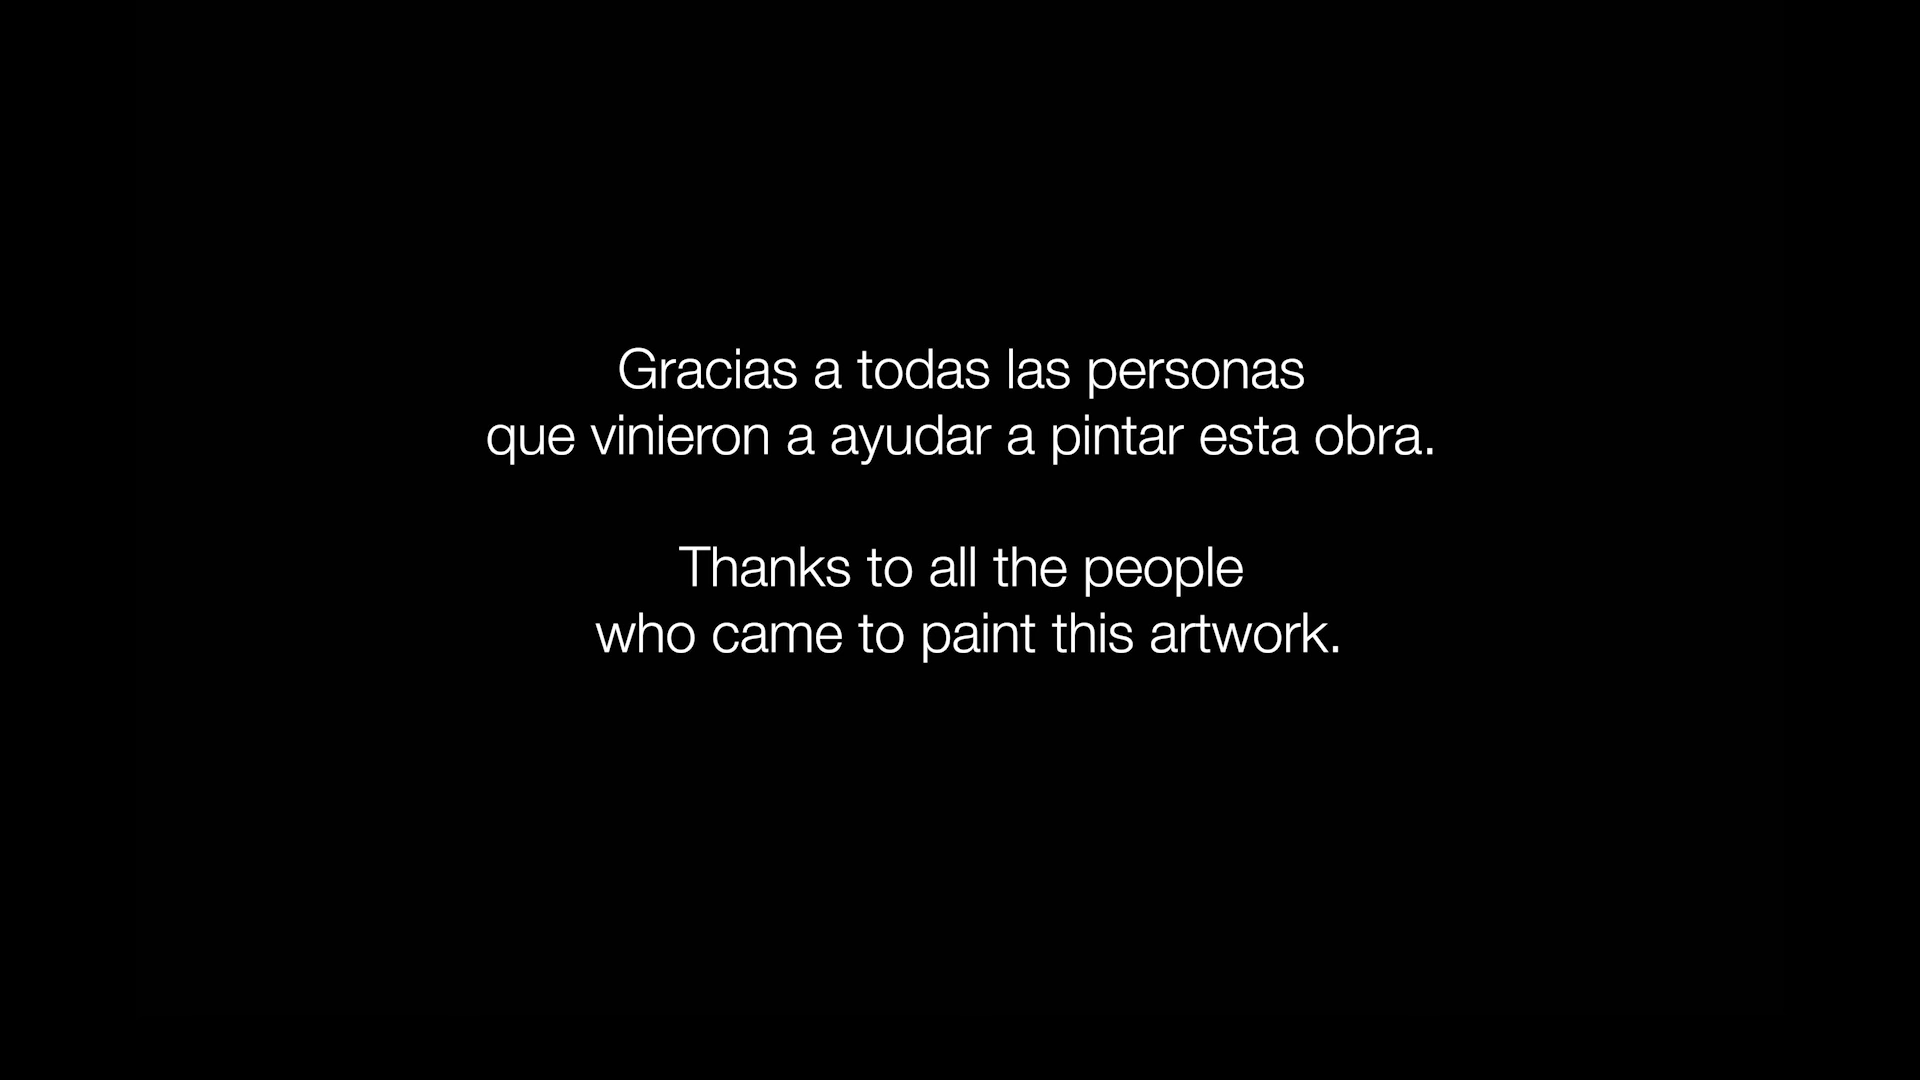 Gracias a todas las personas
que vinieron a ayudar a pintar esta obra.
Thanks to all the people
who came to paint this artwork.